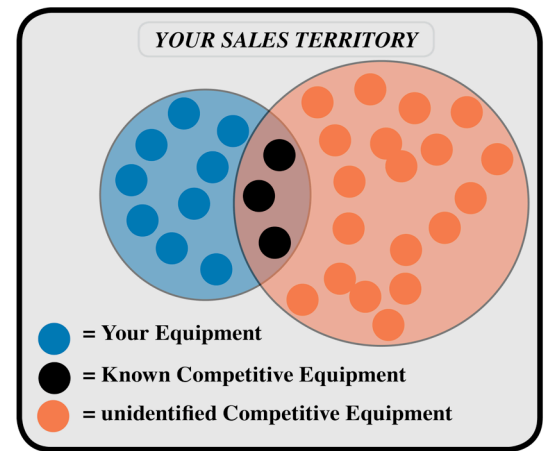 YOUR SALES TERRITORY
= Your Equipment
= Known Competitive Equipment
= unidentified Competitive Equipment